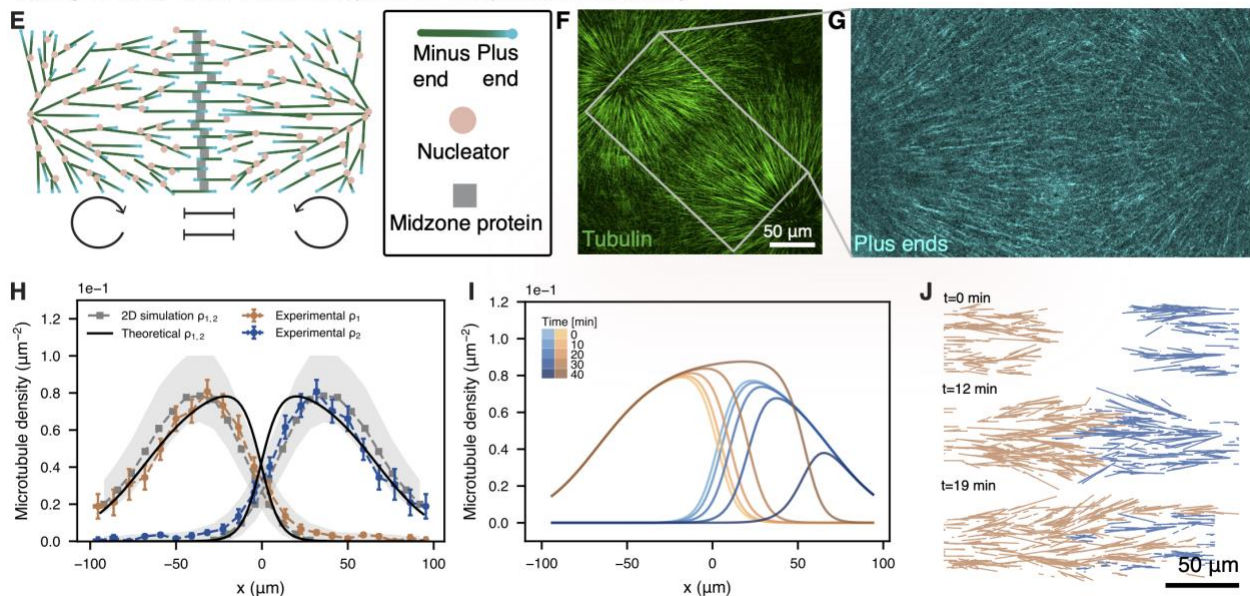 E
Minus Plus
end end
Nucleator
Midzone protein
F
Tubulin
50 μm
G
Plus ends
H
1e-1
2D simulation ρ1,2
Theoretical ρ1,2
Experimental ρ1
Experimental ρ2
Microtubule density (μm⁻²)
1.2
1.0
0.8
0.6
0.4
0.2
0.0
−100 −50 0 50 100
x (μm)
I
1e-1
Time [min]
0
10
20
30
40
Microtubule density (μm⁻²)
1.2
1.0
0.8
0.6
0.4
0.2
0.0
−100 −50 0 50 100
x (μm)
J
t=0 min
t=12 min
t=19 min
50 μm